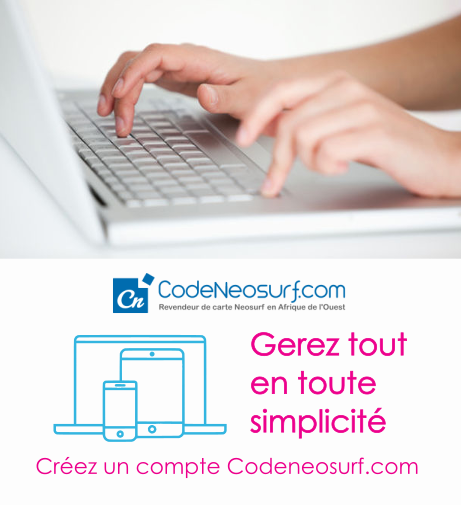 Cn CodeNeosurf.com
Revendeur de carte Neosurf en Afrique de l'Ouest
Gerez tout
en toute
simplicité
Créez un compte Codeneosurf.com